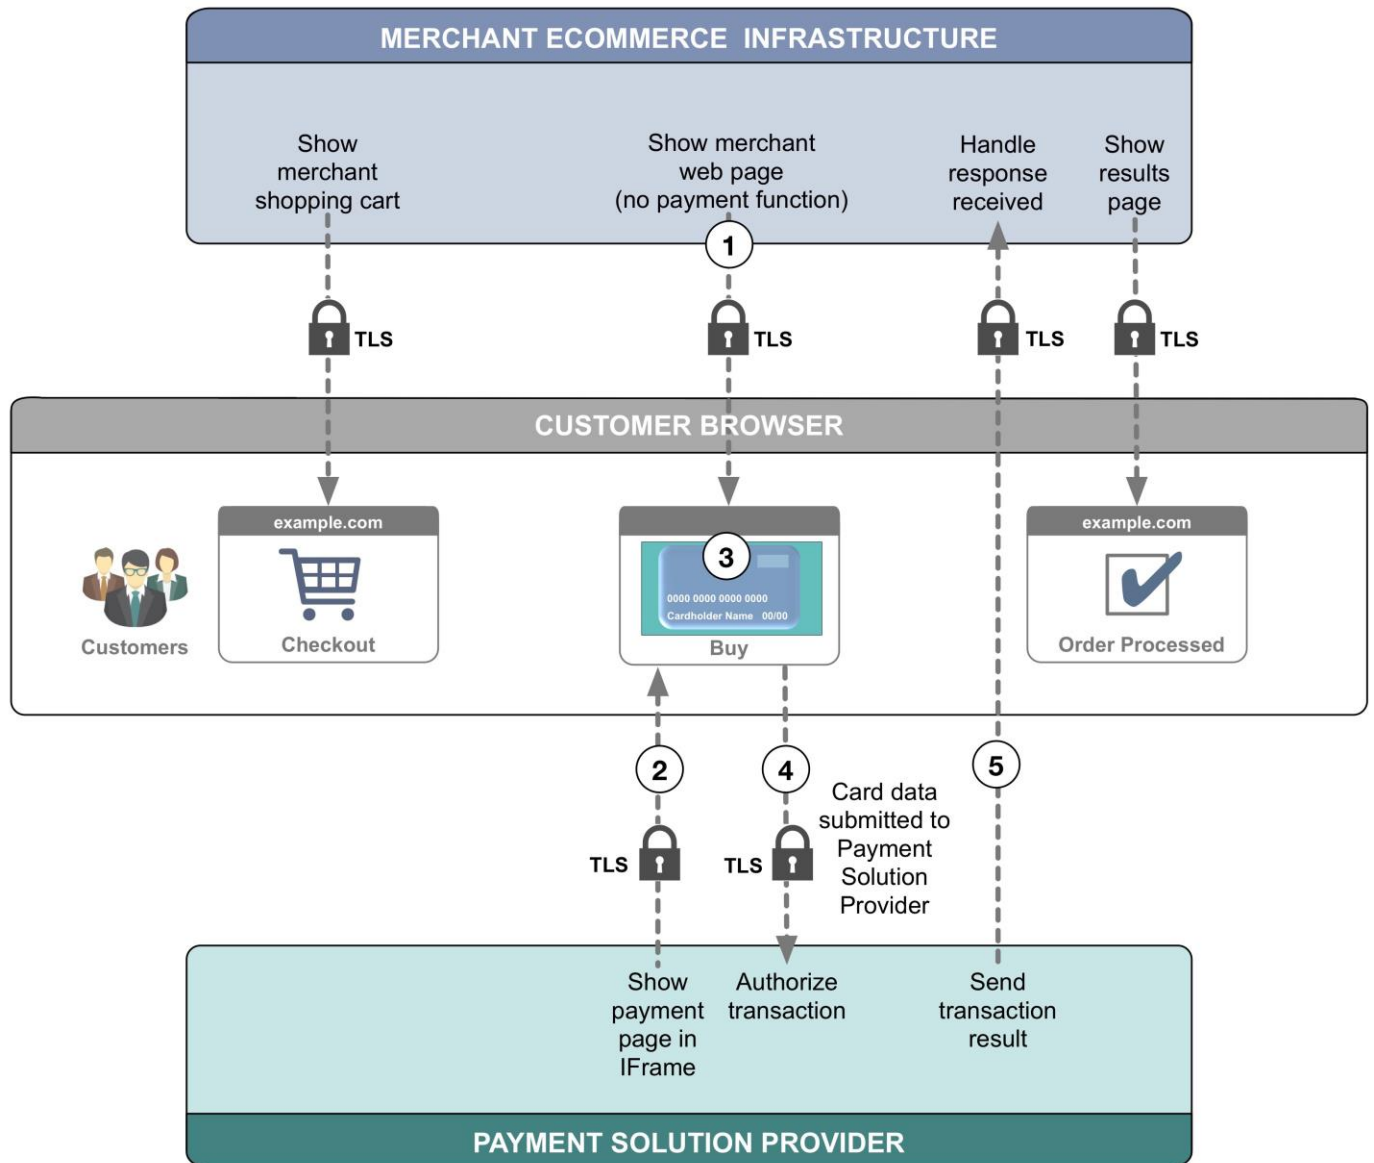 MERCHANT ECOMMERCE INFRASTRUCTURE
Show
merchant
shopping cart
Show merchant
web page
(no payment function)
Handle
response
received
Show
results
page
1
TLS
TLS
TLS
TLS
CUSTOMER BROWSER
Customers
example.com
Checkout
3
0000 0000 0000 0000
Cardholder Name 00/00
Buy
example.com
Order Processed
2
TLS
4
TLS
Card data
submitted to
Payment
Solution
Provider
5
Show
payment
page in
IFrame
Authorize
transaction
Send
transaction
result
PAYMENT SOLUTION PROVIDER